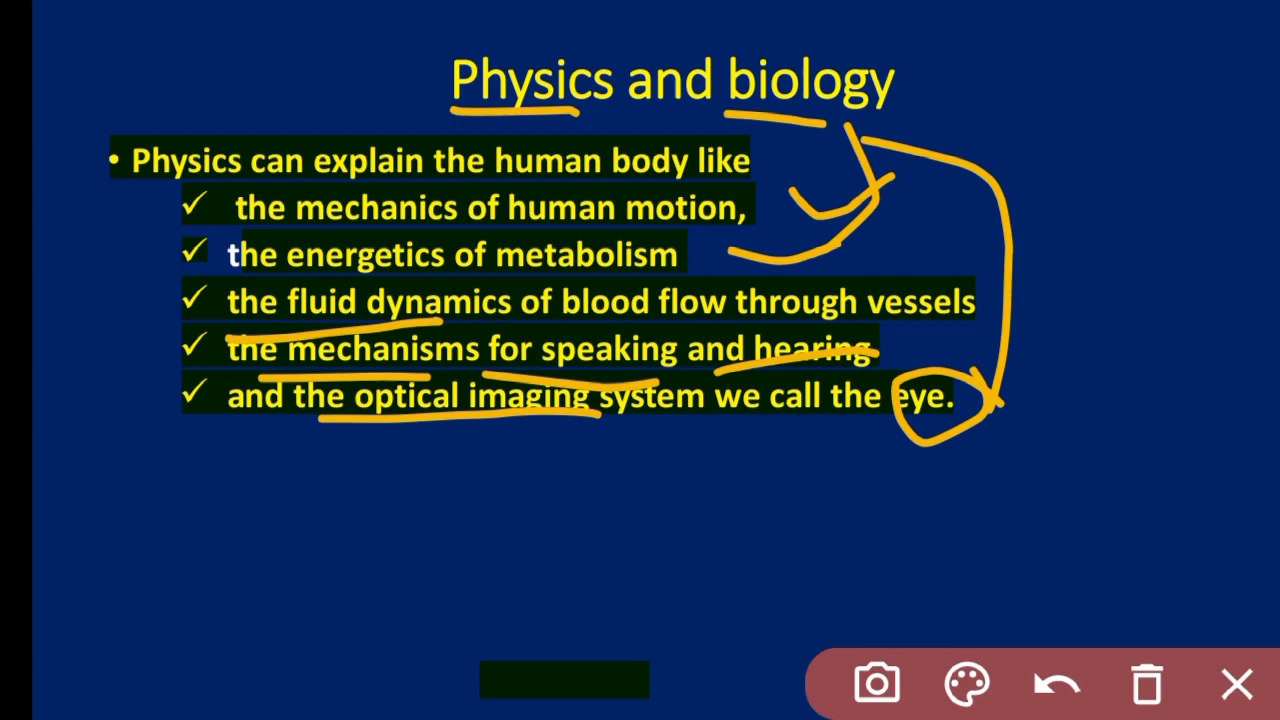 Physics and biology
• Physics can explain the human body like
✓ the mechanics of human motion,
✓ the energetics of metabolism
✓ the fluid dynamics of blood flow through vessels
✓ the mechanisms for speaking and hearing
✓ and the optical imaging system we call the eye.